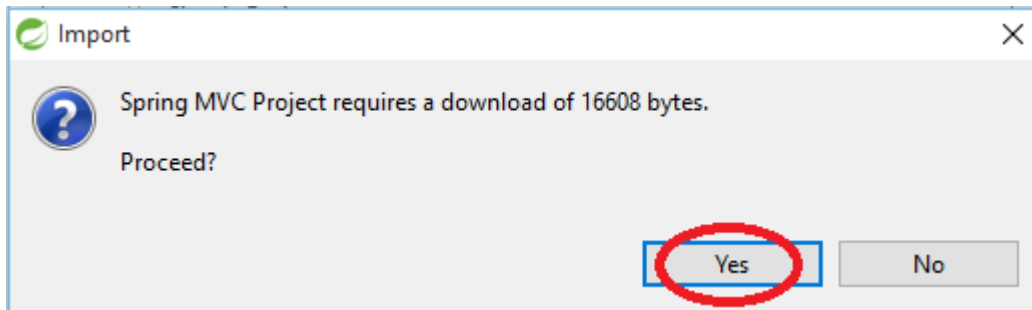 Import
Spring MVC Project requires a download of 16608 bytes.
Proceed?
Yes No